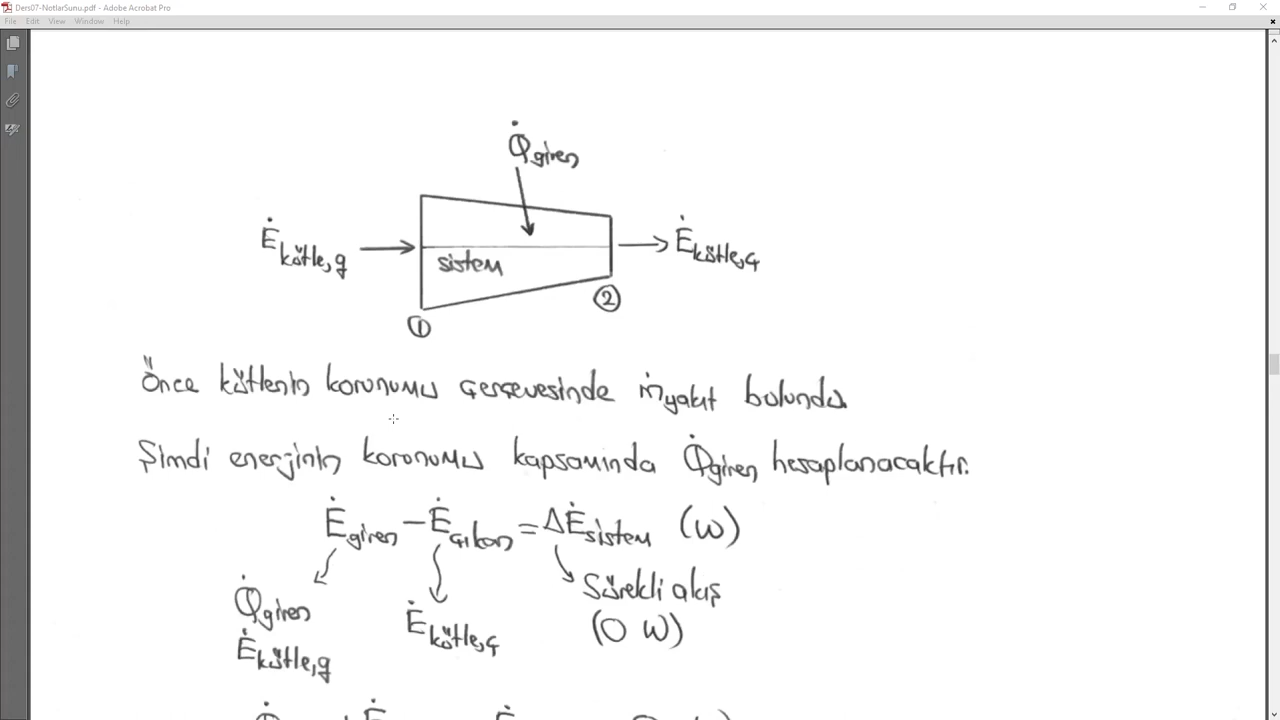 Ders07-NotlarSunu.pdf - Adobe Acrobat Pro
File Edit View Window Help
Q̇giren
Ėkütle,g
Ėkütle,ç
sistem
②
①
Önce kütlenin korunumu çerçevesinde ṁyakıt bulundu.
Şimdi enerjinin korunumu kapsamında Q̇giren hesaplanacaktır.
Ėgiren − Ėçıkan = ΔĖsistem (W)
Q̇giren
Ėkütle,g
Ėkütle,ç
Sürekli akış
(0 W)